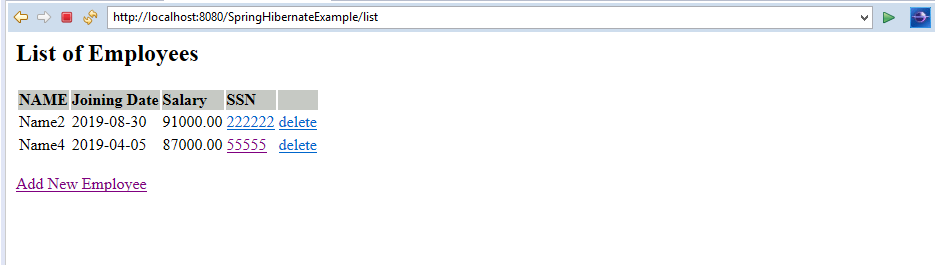 http://localhost:8080/SpringHibernateExample/list
List of Employees
NAME Joining Date Salary SSN
Name2 2019-08-30 91000.00 222222 delete
Name4 2019-04-05 87000.00 55555 delete
Add New Employee